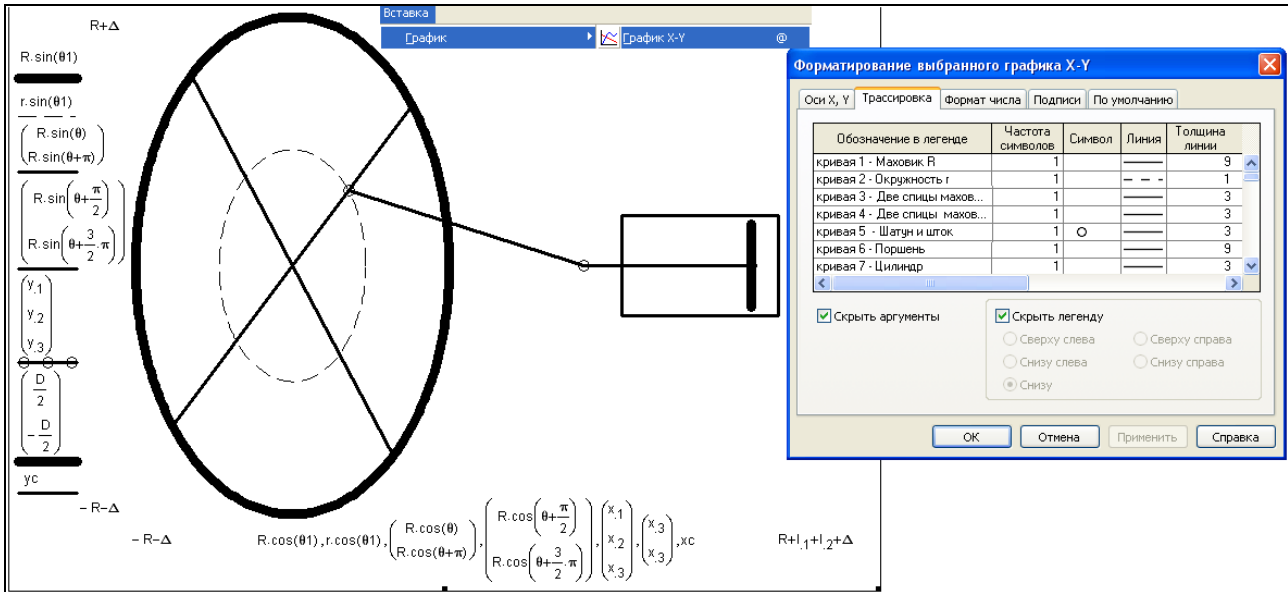 Вставка
График
График X-Y @
R+Δ
R.sin(θ1)
r.sin(θ1)
R.sin(θ)
R.sin(θ+π)
R.sin(θ+π/2)
R.sin(θ+3/2.π)
y.1
y.2
y.3
D/2
-D/2
yc
-R-Δ
-R-Δ
R.cos(θ1),r.cos(θ1),(R.cos(θ) R.cos(θ+π)),(R.cos(θ+π/2) R.cos(θ+3/2.π)),(x.1 x.2 x.3),(x.3 x.3),xc
R+l.1+l.2+Δ
Форматирование выбранного графика X-Y
Оси X, Y Трассировка Формат числа Подписи По умолчанию
Обозначение в легенде Частота символов Символ Линия Толщина линии
кривая 1 - Маховик R 1 9
кривая 2 - Окружность r 1 1
кривая 3 - Две спицы махов... 1 3
кривая 4 - Две спицы махов... 1 3
кривая 5 - Шатун и шток 1 3
кривая 6 - Поршень 1 9
кривая 7 - Цилиндр 1 3
Скрыть аргументы
Скрыть легенду
Сверху слева Сверху справа
Снизу слева Снизу справа
Снизу
ОК Отмена Применить Справка